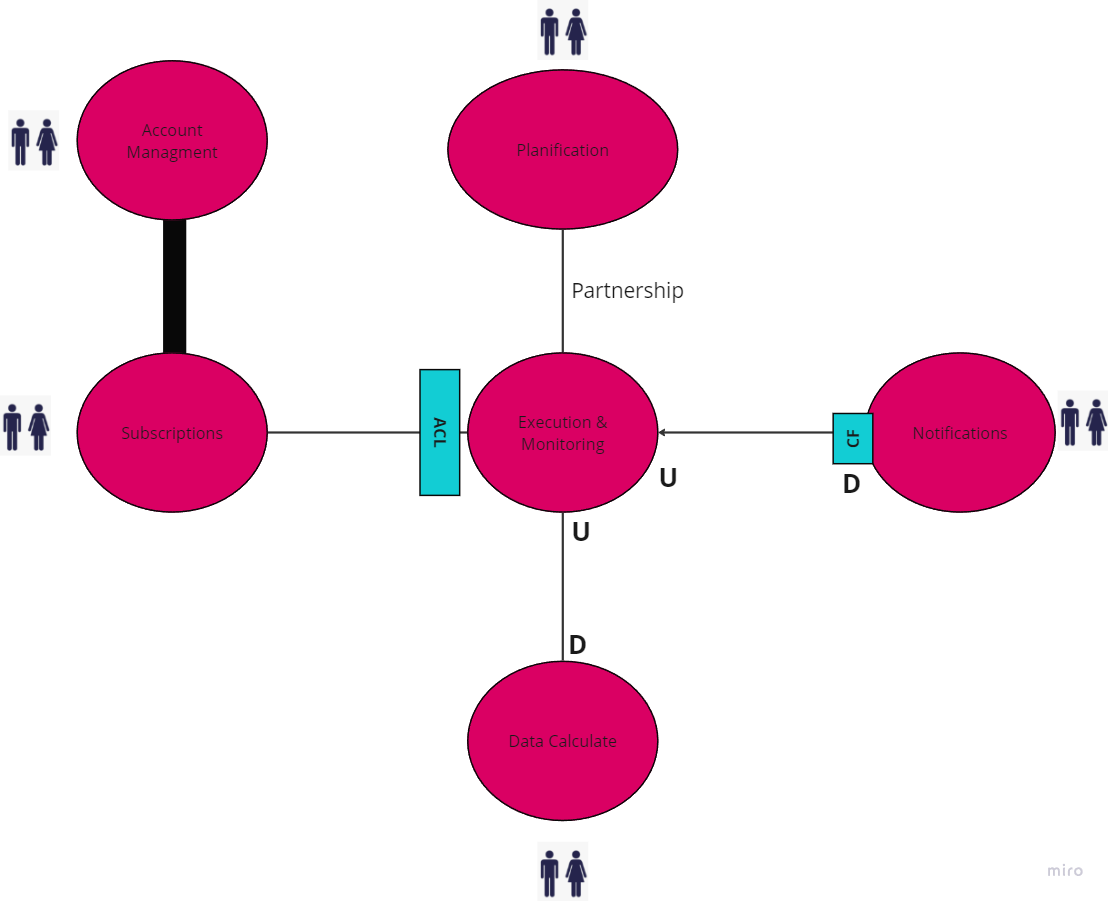 Account
Managment
Planification
Partnership
Subscriptions
ACL
Execution &
Monitoring
U
CF
D
Notifications
U
D
Data Calculate
miro